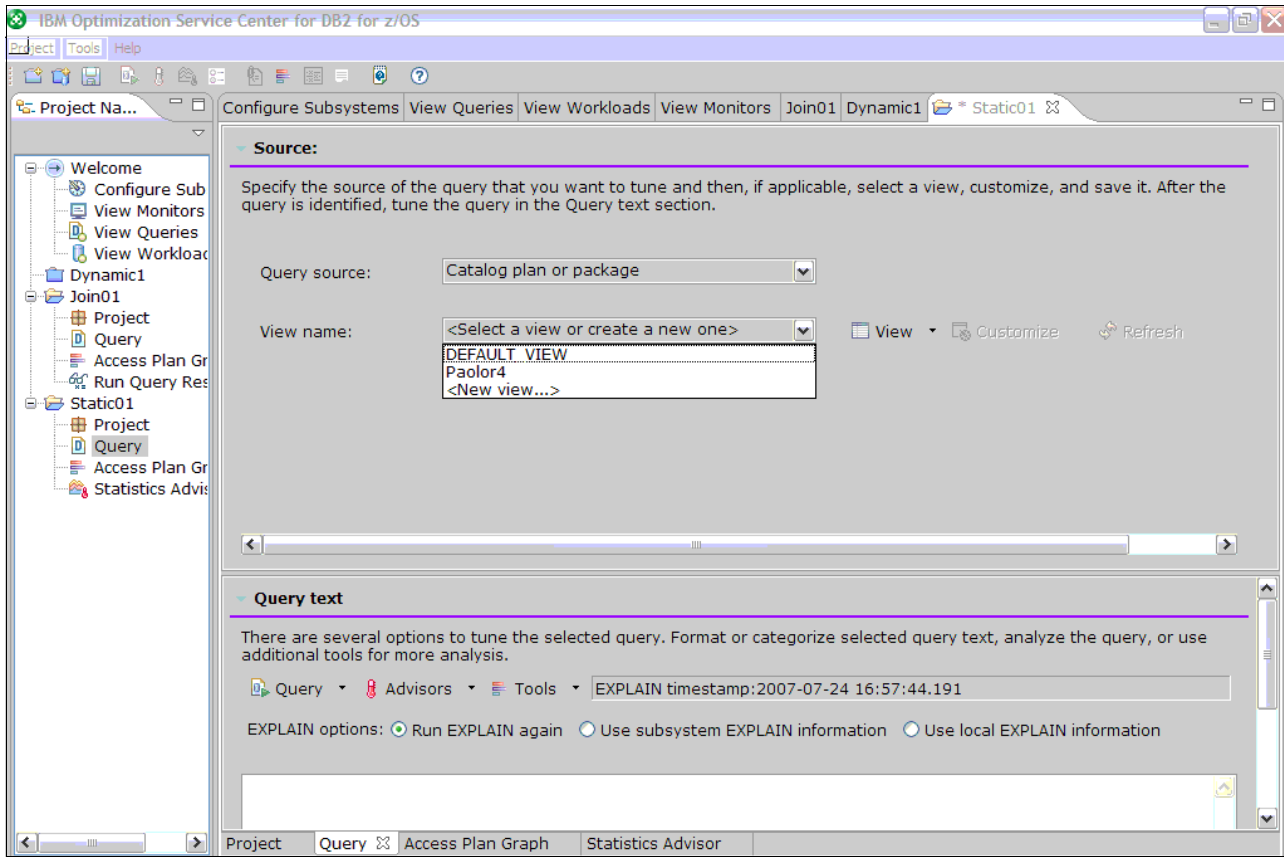 IBM Optimization Service Center for DB2 for z/OS
Project Tools Help
Project Na...
Configure Subsystems View Queries View Workloads View Monitors Join01 Dynamic1 * Static01
Welcome
Configure Sub
View Monitors
View Queries
View Workload
Dynamic1
Join01
Project
Query
Access Plan Gr
Run Query Res
Static01
Project
Query
Access Plan Gr
Statistics Advis
Source:
Specify the source of the query that you want to tune and then, if applicable, select a view, customize, and save it. After the
query is identified, tune the query in the Query text section.
Query source: Catalog plan or package
View name: <Select a view or create a new one> View Customize Refresh
DEFAULT_VIEW
Paolor4
<New view...>
Query text
There are several options to tune the selected query. Format or categorize selected query text, analyze the query, or use
additional tools for more analysis.
Query Advisors Tools EXPLAIN timestamp:2007-07-24 16:57:44.191
EXPLAIN options: Run EXPLAIN again Use subsystem EXPLAIN information Use local EXPLAIN information
Project Query Access Plan Graph Statistics Advisor